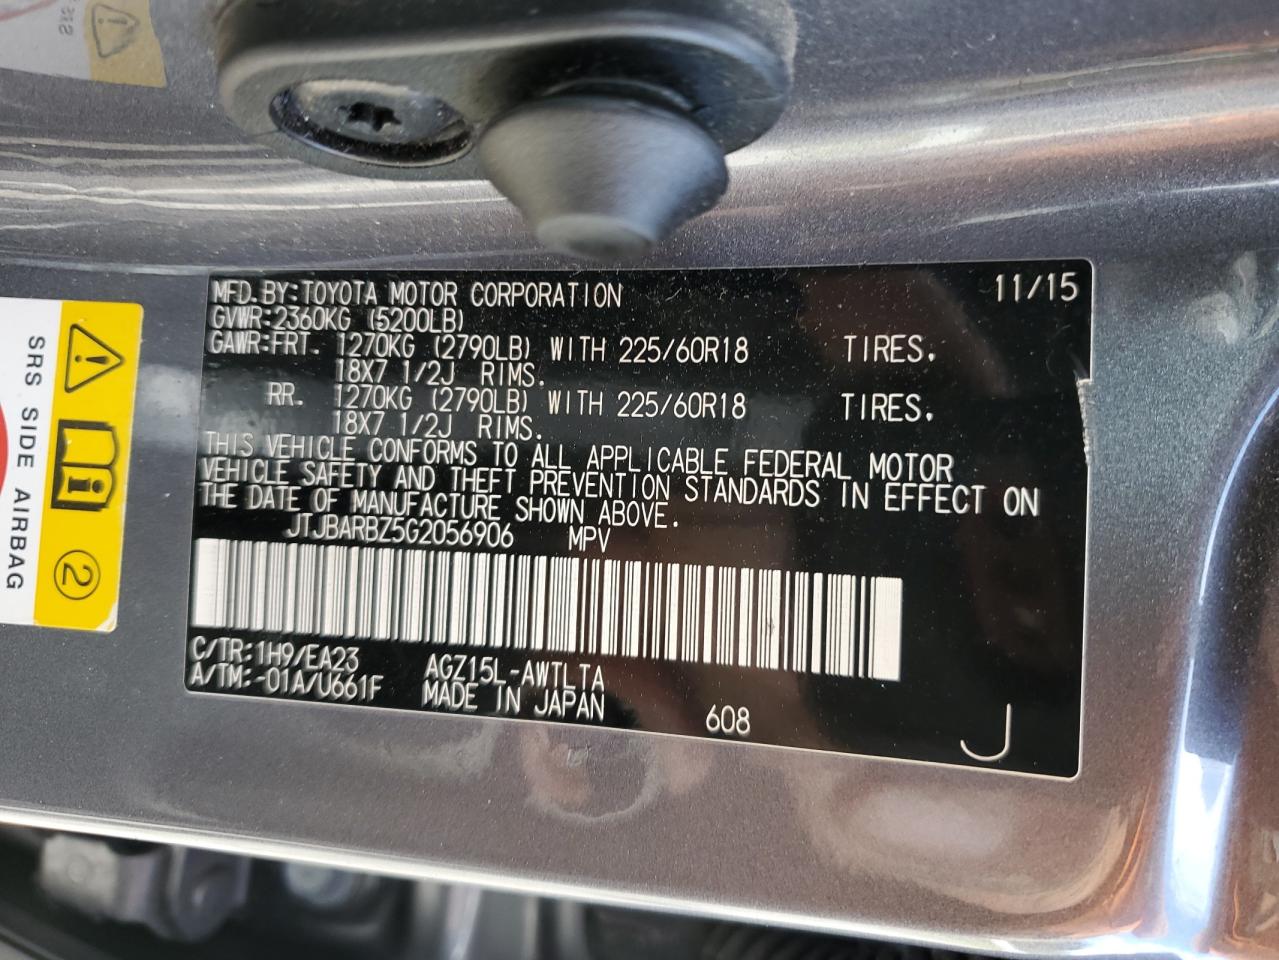 MFD.BY:TOYOTA MOTOR CORPORATION 11/15
GVWR:2360KG (5200LB)
GAWR:FRT. 1270KG (2790LB) WITH 225/60R18 TIRES.
18X7 1/2J RIMS.
RR. 1270KG (2790LB) WITH 225/60R18 TIRES.
18X7 1/2J RIMS.
THIS VEHICLE CONFORMS TO ALL APPLICABLE FEDERAL MOTOR
VEHICLE SAFETY AND THEFT PREVENTION STANDARDS IN EFFECT ON
THE DATE OF MANUFACTURE SHOWN ABOVE.
JTJBARBZ5G2056906 MPV
C/TR:1H9/EA23 AGZ15L-AWTLTA
A/TM:-01A/U661F MADE IN JAPAN 608 J
SRS SIDE AIRBAG
2